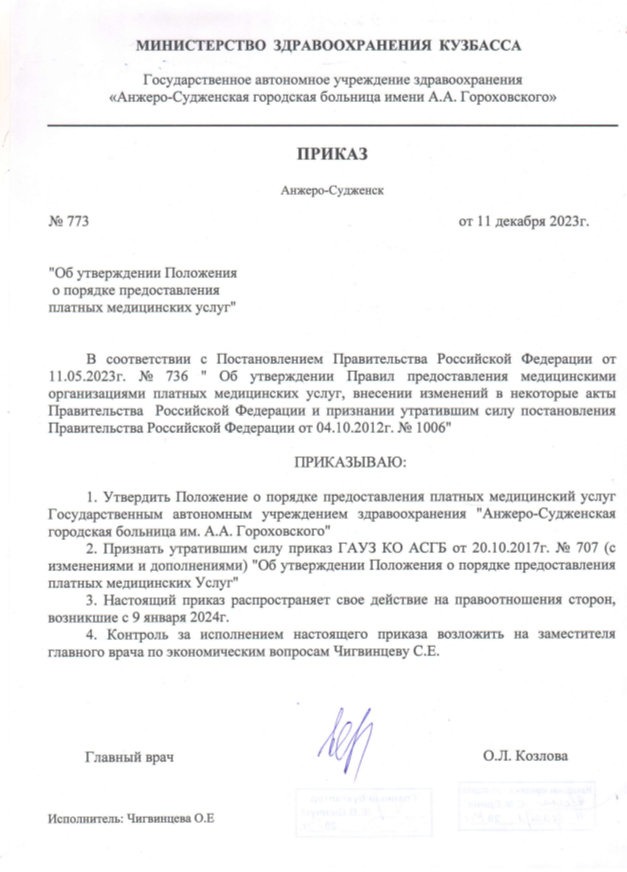 МИНИСТЕРСТВО ЗДРАВООХРАНЕНИЯ КУЗБАССА
Государственное автономное учреждение здравоохранения
«Анжеро-Судженская городская больница имени А.А. Гороховского»
ПРИКАЗ
Анжеро-Судженск
№ 773 от 11 декабря 2023г.
"Об утверждении Положения
о порядке предоставления
платных медицинских услуг"
В соответствии с Постановлением Правительства Российской Федерации от
11.05.2023г. № 736 " Об утверждении Правил предоставления медицинскими
организациями платных медицинских услуг, внесении изменений в некоторые акты
Правительства Российской Федерации и признании утратившим силу постановления
Правительства Российской Федерации от 04.10.2012г. № 1006"
ПРИКАЗЫВАЮ:
1. Утвердить Положение о порядке предоставления платных медицинский услуг
Государственным автономным учреждением здравоохранения "Анжеро-Судженская
городская больница им. А.А. Гороховского"
2. Признать утратившим силу приказ ГАУЗ КО АСГБ от 20.10.2017г. № 707 (с
изменениями и дополнениями) "Об утверждении Положения о порядке предоставления
платных медицинских Услуг"
3. Настоящий приказ распространяет свое действие на правоотношения сторон,
возникшие с 9 января 2024г.
4. Контроль за исполнением настоящего приказа возложить на заместителя
главного врача по экономическим вопросам Чигвинцеву С.Е.
Главный врач О.Л. Козлова
Исполнитель: Чигвинцева О.Е